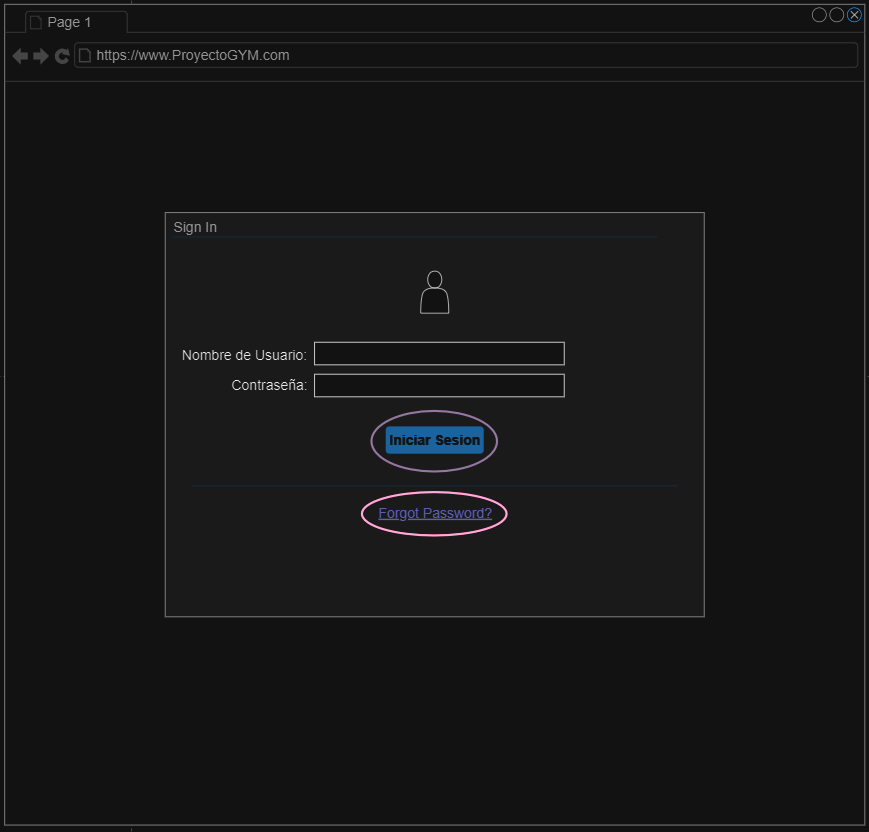 Page 1
https://www.ProyectoGYM.com
Sign In
Nombre de Usuario:
Contraseña:
Iniciar Sesion
Forgot Password?